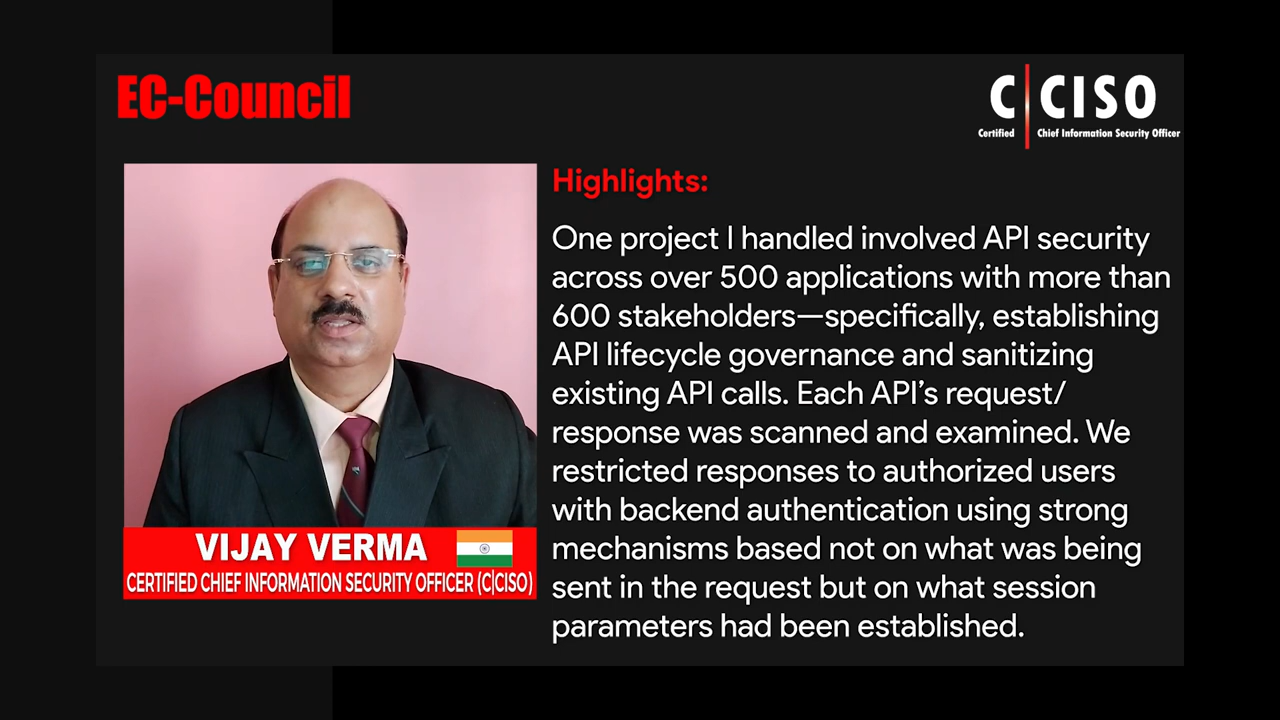 EC-Council
C|CISO
Certified Chief Information Security Officer
Highlights:
One project I handled involved API security
across over 500 applications with more than
600 stakeholders—specifically, establishing
API lifecycle governance and sanitizing
existing API calls. Each API’s request/
response was scanned and examined. We
restricted responses to authorized users
with backend authentication using strong
mechanisms based not on what was being
sent in the request but on what session
parameters had been established.
VIJAY VERMA
CERTIFIED CHIEF INFORMATION SECURITY OFFICER (C|CISO)